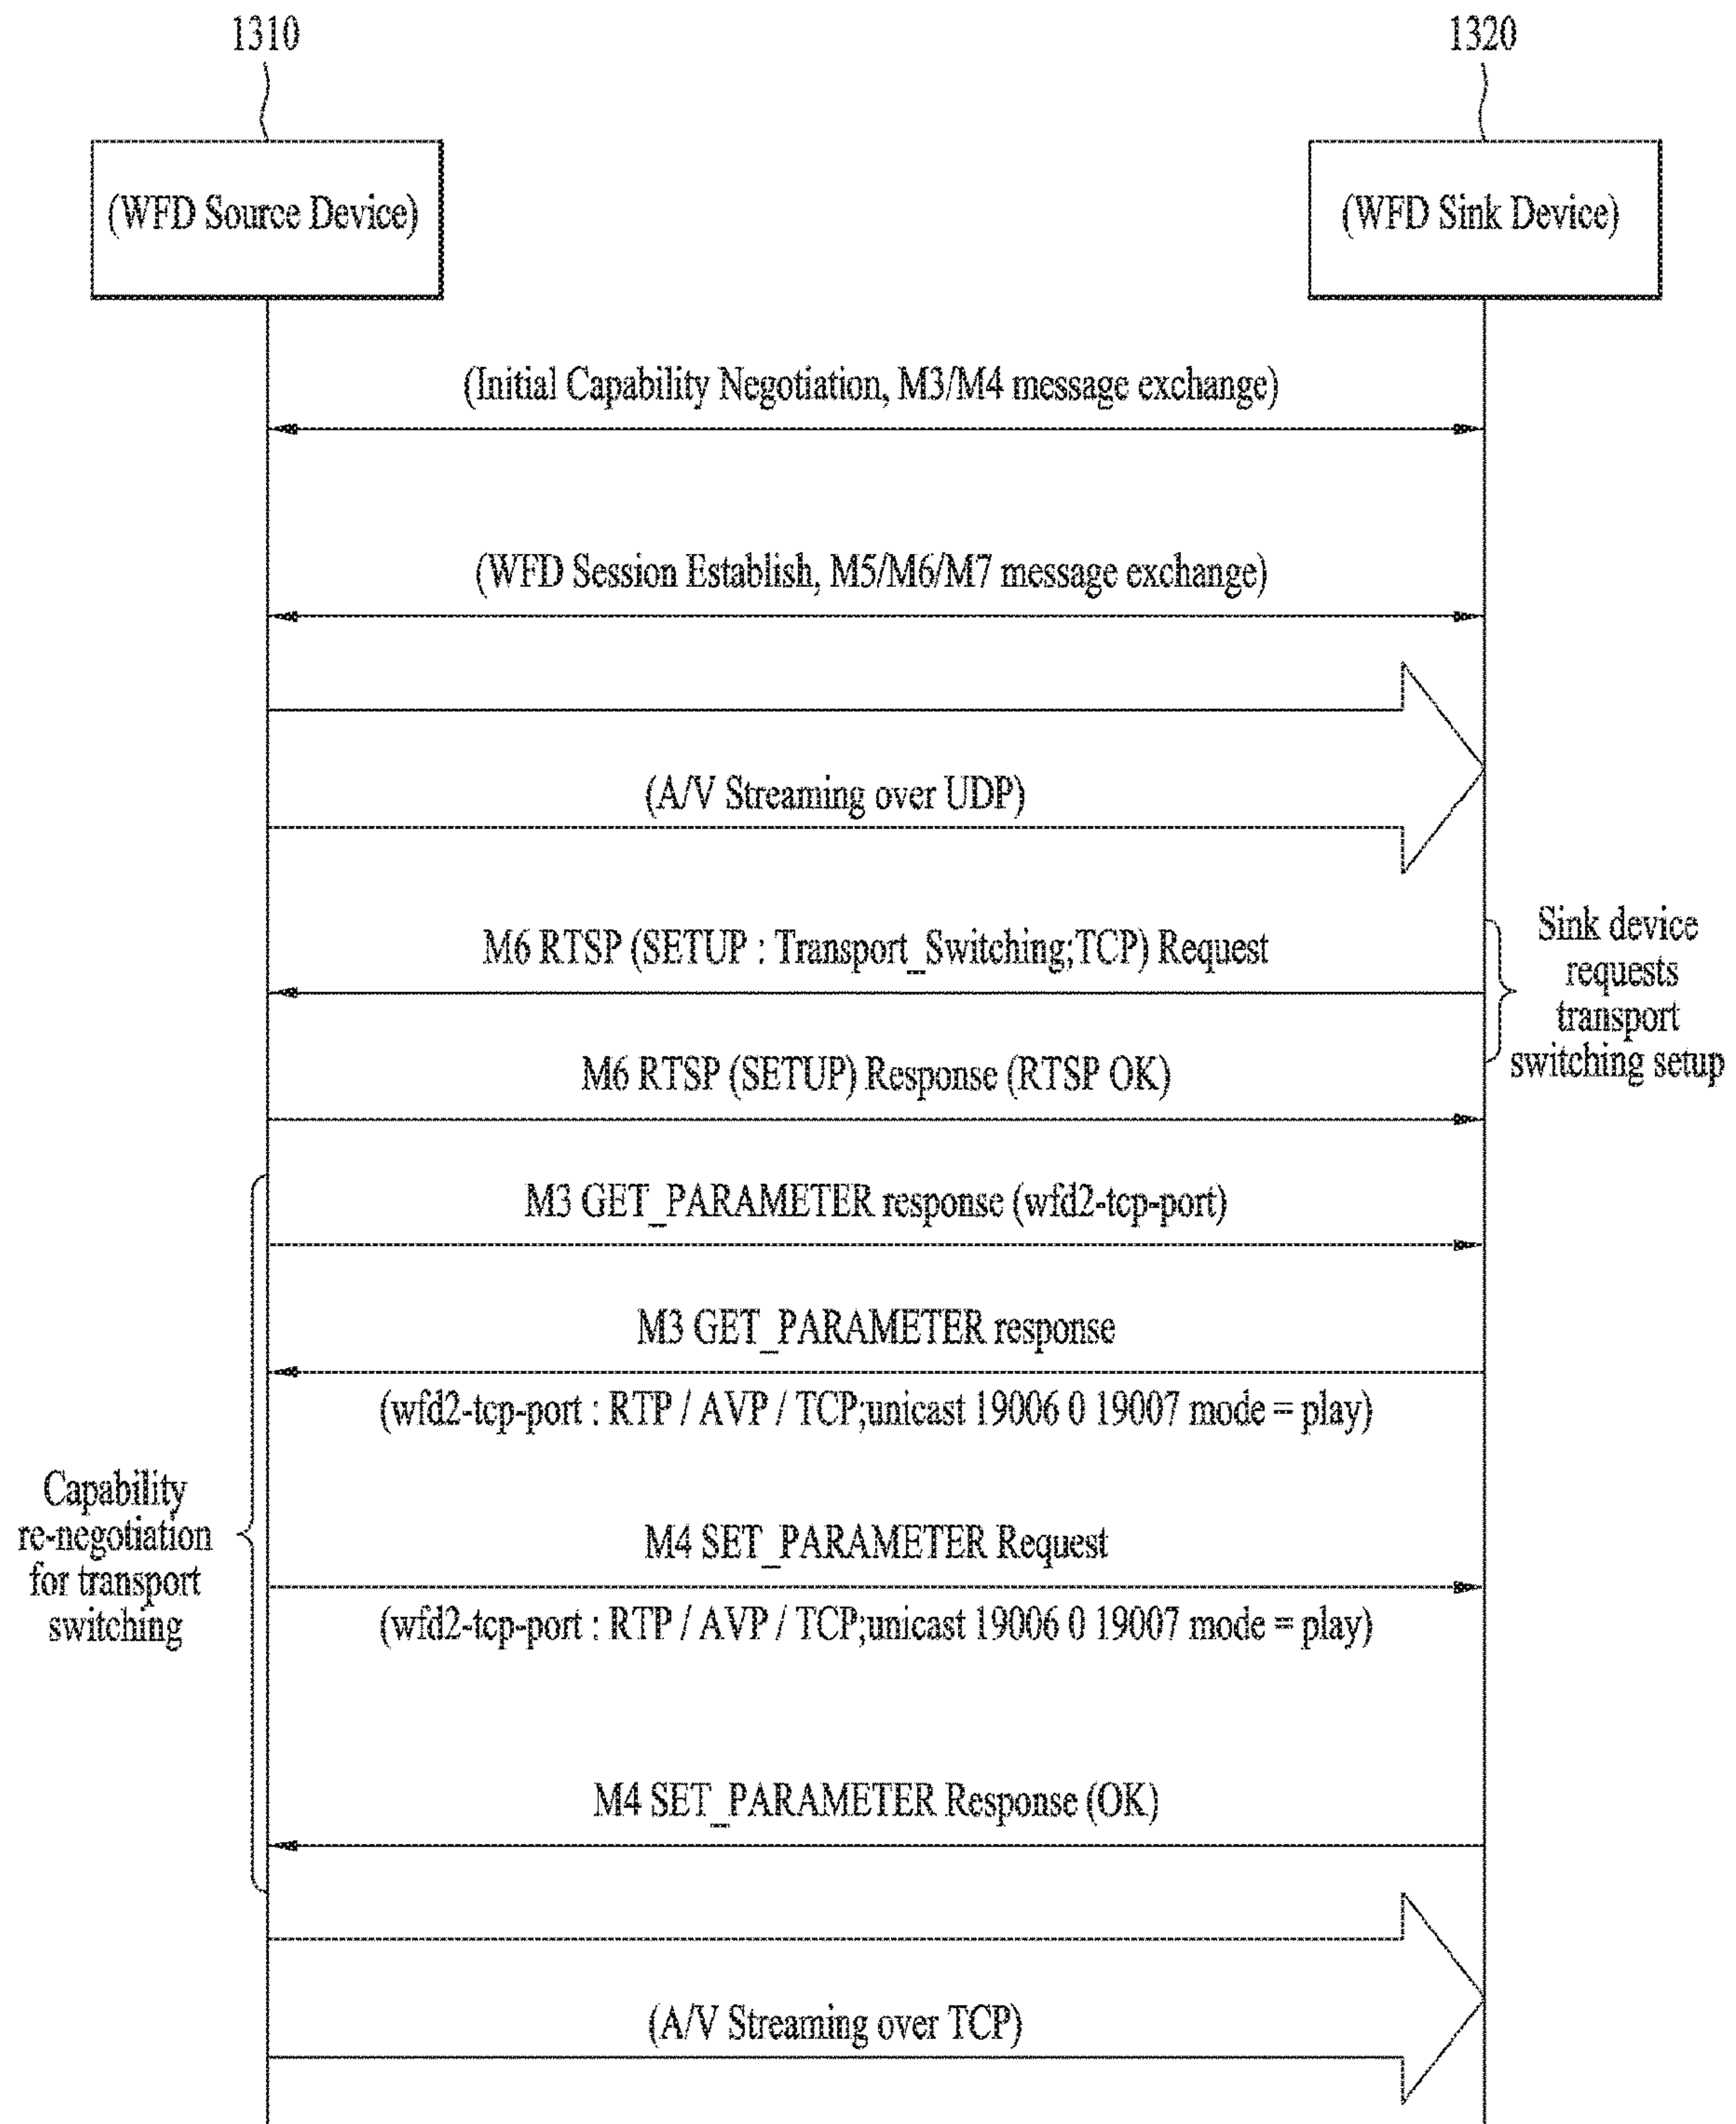 1310
1320
(WFD Source Device)
(WFD Sink Device)
(Initial Capability Negotiation, M3/M4 message exchange)
(WFD Session Establish, M5/M6/M7 message exchange)
(A/V Streaming over UDP)
M6 RTSP (SETUP : Transport_Switching;TCP) Request
Sink device
requests
transport
switching setup
M6 RTSP (SETUP) Response (RTSP OK)
M3 GET_PARAMETER response (wfd2-tcp-port)
M3 GET_PARAMETER response
(wfd2-tcp-port : RTP / AVP / TCP;unicast 19006 0 19007 mode = play)
Capability
re-negotiation
for transport
switching
M4 SET_PARAMETER Request
(wfd2-tcp-port : RTP / AVP / TCP;unicast 19006 0 19007 mode = play)
M4 SET_PARAMETER Response (OK)
(A/V Streaming over TCP)